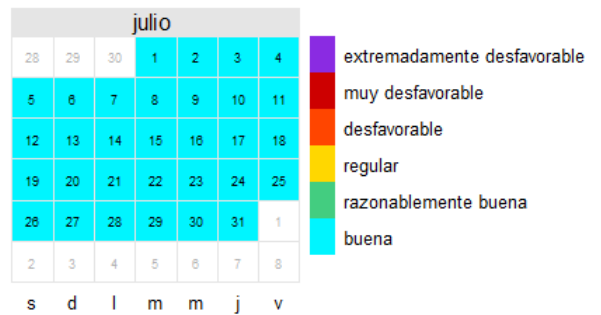 julio
28 29 30 1 2 3 4
5 6 7 8 9 10 11
12 13 14 15 16 17 18
19 20 21 22 23 24 25
26 27 28 29 30 31 1
2 3 4 5 6 7 8
s d l m m j v
extremadamente desfavorable
muy desfavorable
desfavorable
regular
razonablemente buena
buena